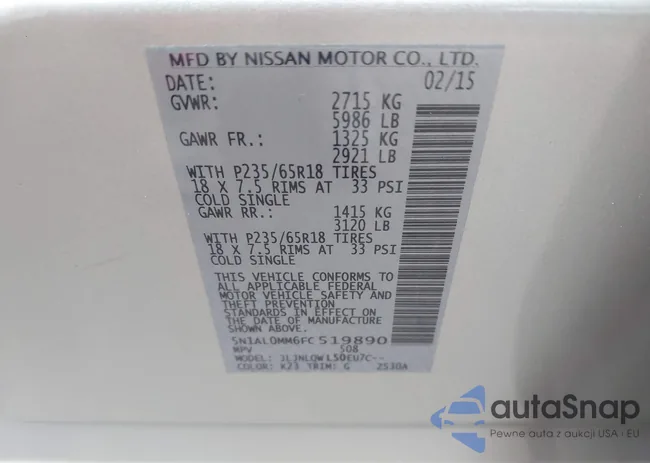 MFD BY NISSAN MOTOR CO., LTD.
DATE: 02/15
GVWR: 2715 KG
5986 LB
GAWR FR.: 1325 KG
2921 LB
WITH P235/65R18 TIRES
18 X 7.5 RIMS AT 33 PSI
COLD SINGLE
GAWR RR.: 1415 KG
3120 LB
WITH P235/65R18 TIRES
18 X 7.5 RIMS AT 33 PSI
COLD SINGLE
THIS VEHICLE CONFORMS TO
ALL APPLICABLE FEDERAL
MOTOR VEHICLE SAFETY AND
THEFT PREVENTION
STANDARDS IN EFFECT ON
THE DATE OF MANUFACTURE
SHOWN ABOVE.
5N1AL0MM6FC519890
MPV 508
MODEL: JLJNLQWL50EU7C--
COLOR: K23 TRIM: G 2530A
autaSnap
Pewne auta z aukcji USA i EU